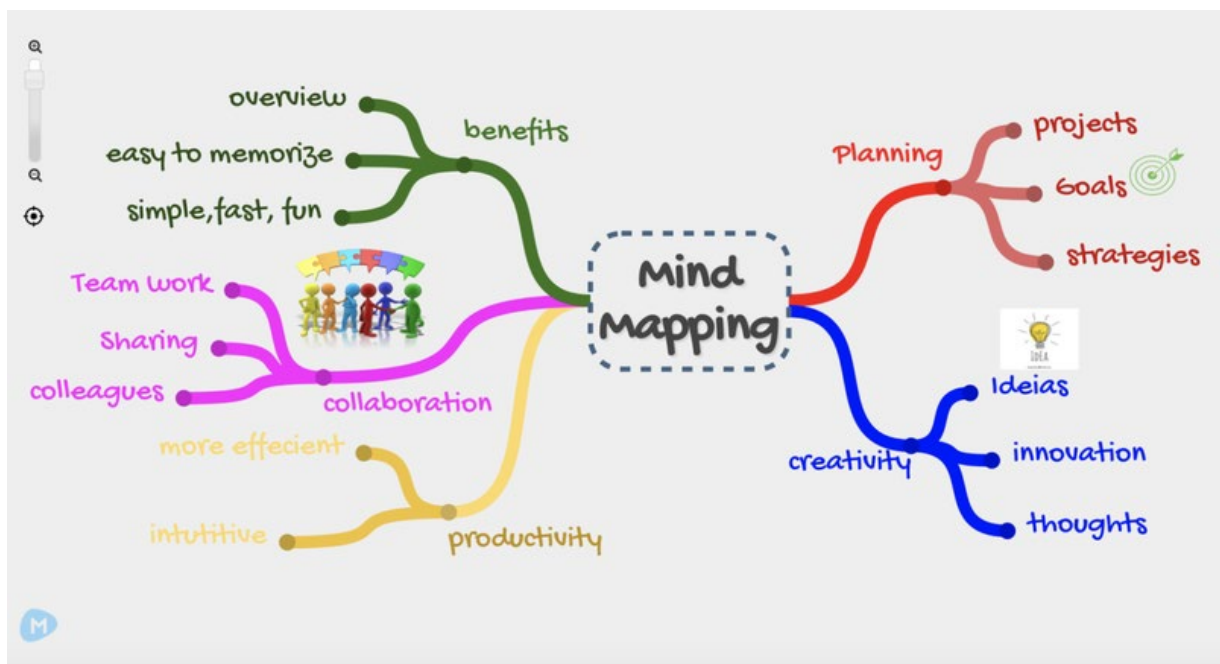 Mind
Mapping
benefits
overview
easy to memorize
simple,fast, fun
collaboration
Team work
Sharing
colleagues
productivity
more effecient
intutitive
Planning
projects
Goals
strategies
creativity
Ideias
innovation
thoughts
IdEA
M